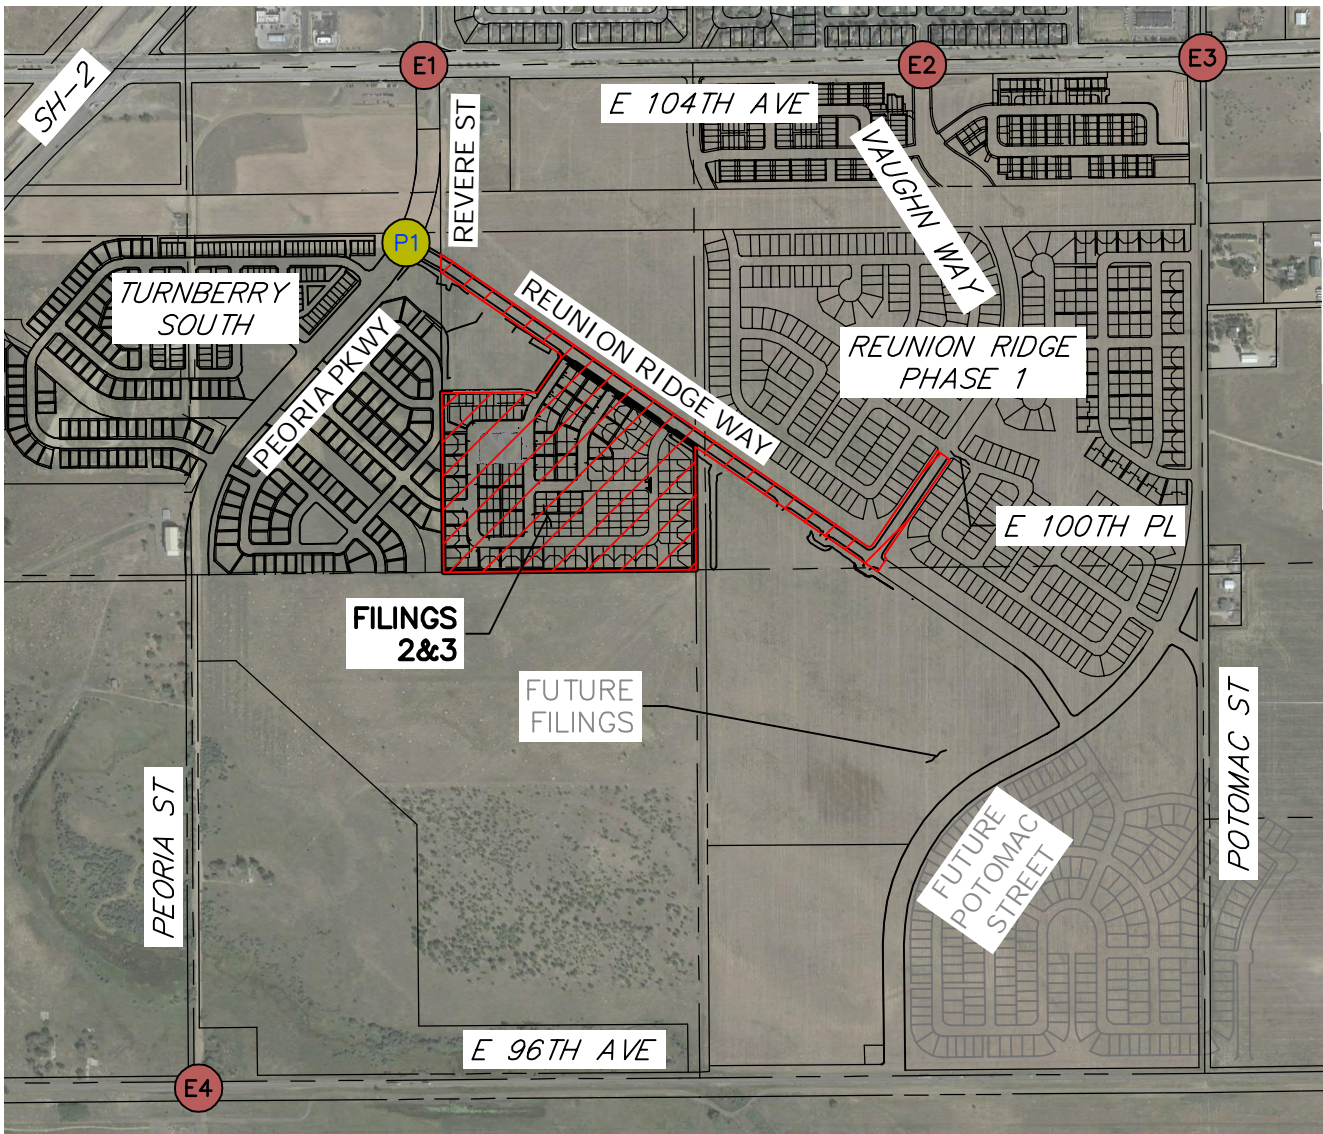 SH-2
E1
E2
E3
E 104TH AVE
REVERE ST
VAUGHN WAY
P1
TURNBERRY
SOUTH
PEORIA PKWY
REUNION RIDGE WAY
REUNION RIDGE
PHASE 1
E 100TH PL
FILINGS
2&3
FUTURE
FILINGS
POTOMAC ST
PEORIA ST
FUTURE
POTOMAC
STREET
E 96TH AVE
E4